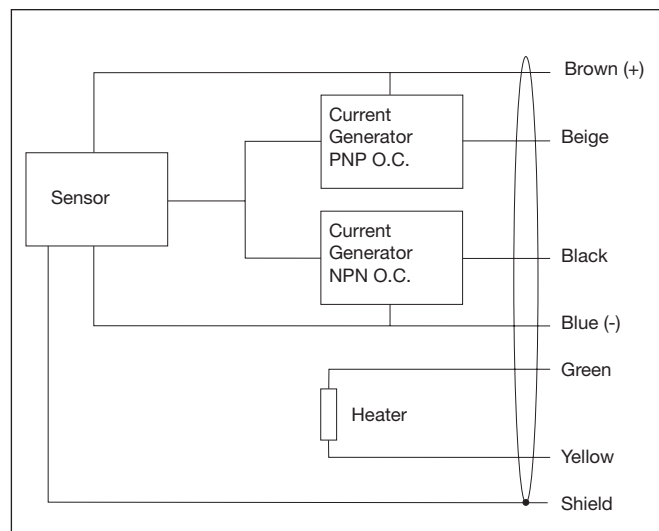 Brown (+)
Current
Generator
PNP O.C.
Beige
Sensor
Current
Generator
NPN O.C.
Black
Blue (-)
Green
Heater
Yellow
Shield